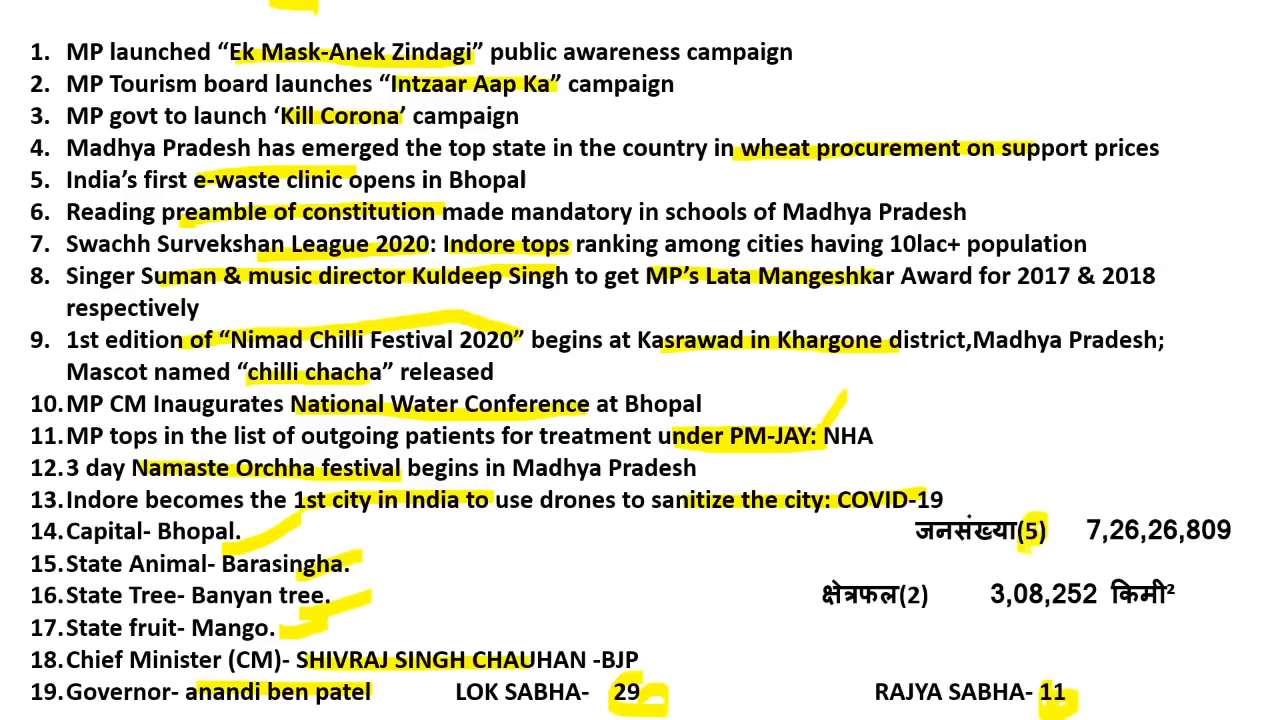 1. MP launched “Ek Mask-Anek Zindagi” public awareness campaign
2. MP Tourism board launches “Intzaar Aap Ka” campaign
3. MP govt to launch ‘Kill Corona’ campaign
4. Madhya Pradesh has emerged the top state in the country in wheat procurement on support prices
5. India’s first e-waste clinic opens in Bhopal
6. Reading preamble of constitution made mandatory in schools of Madhya Pradesh
7. Swachh Survekshan League 2020: Indore tops ranking among cities having 10lac+ population
8. Singer Suman & music director Kuldeep Singh to get MP’s Lata Mangeshkar Award for 2017 & 2018
respectively
9. 1st edition of “Nimad Chilli Festival 2020” begins at Kasrawad in Khargone district,Madhya Pradesh;
Mascot named “chilli chacha” released
10. MP CM Inaugurates National Water Conference at Bhopal
11. MP tops in the list of outgoing patients for treatment under PM-JAY: NHA
12. 3 day Namaste Orchha festival begins in Madhya Pradesh
13. Indore becomes the 1st city in India to use drones to sanitize the city: COVID-19
14. Capital- Bhopal. जनसंख्या(5) 7,26,26,809
15. State Animal- Barasingha.
16. State Tree- Banyan tree. क्षेत्रफल(2) 3,08,252 किमी²
17. State fruit- Mango.
18. Chief Minister (CM)- SHIVRAJ SINGH CHAUHAN -BJP
19. Governor- anandi ben patel LOK SABHA- 29 RAJYA SABHA- 11